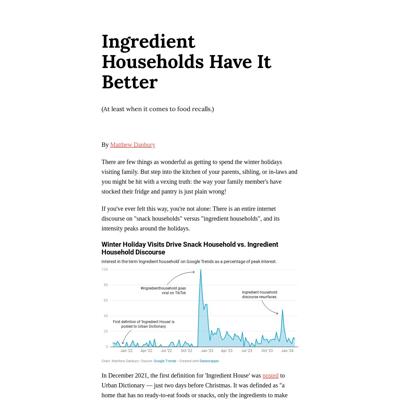 Ingredient
Households Have It
Better
(At least when it comes to food recalls.)
By Matthew Danbury
There are few things as wonderful as getting to spend the winter holidays
visiting family. But step into the kitchen of your parents, sibling, or in-laws and
you might be hit with a vexing truth: the way your family member's have
stocked their fridge and pantry is just plain wrong!
If you've ever felt this way, you're not alone: There is an entire internet
discourse on "snack households" versus "ingredient households", and its
intensity peaks around the holidays.
Winter Holiday Visits Drive Snack Household vs. Ingredient
Household Discourse
Interest in the term 'ingredient household' on Google Trends as a percentage of peak interest.
100
#ingredienthousehold goes
viral on TikTok
Ingredient household
discourse resurfaces
First definition of 'Ingredient House' is
posted to Urban Dictionary
Jan '22 Apr '22 Jul '22 Oct '22 Jan '23 Apr '23 Jul '23 Oct '23 Jan '24
Chart: Matthew Danbury · Source: Google Trends · Created with Datawrapper
In December 2021, the first definition for 'Ingredient House' was posted to
Urban Dictionary — just two days before Christmas. It was definded as "a
home that has no ready-to-eat foods or snacks, only the ingredients to make